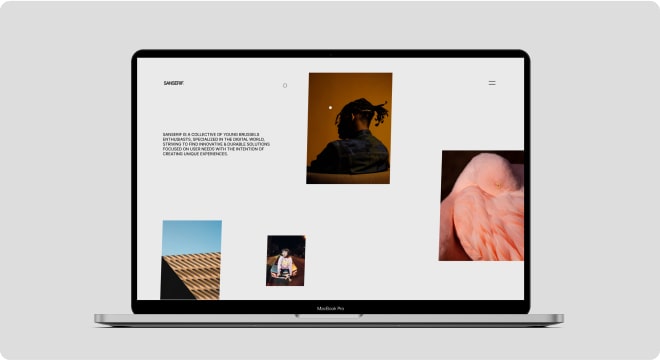 SANSERIF.
SANSERIF IS A COLLECTIVE OF YOUNG BRUSSELS
ENTHUSIASTS, SPECIALIZED IN THE DIGITAL WORLD,
STRIVING TO FIND INNOVATIVE & DURABLE SOLUTIONS
FOCUSED ON USER NEEDS WITH THE INTENTION OF
CREATING UNIQUE EXPERIENCES.
MacBook Pro